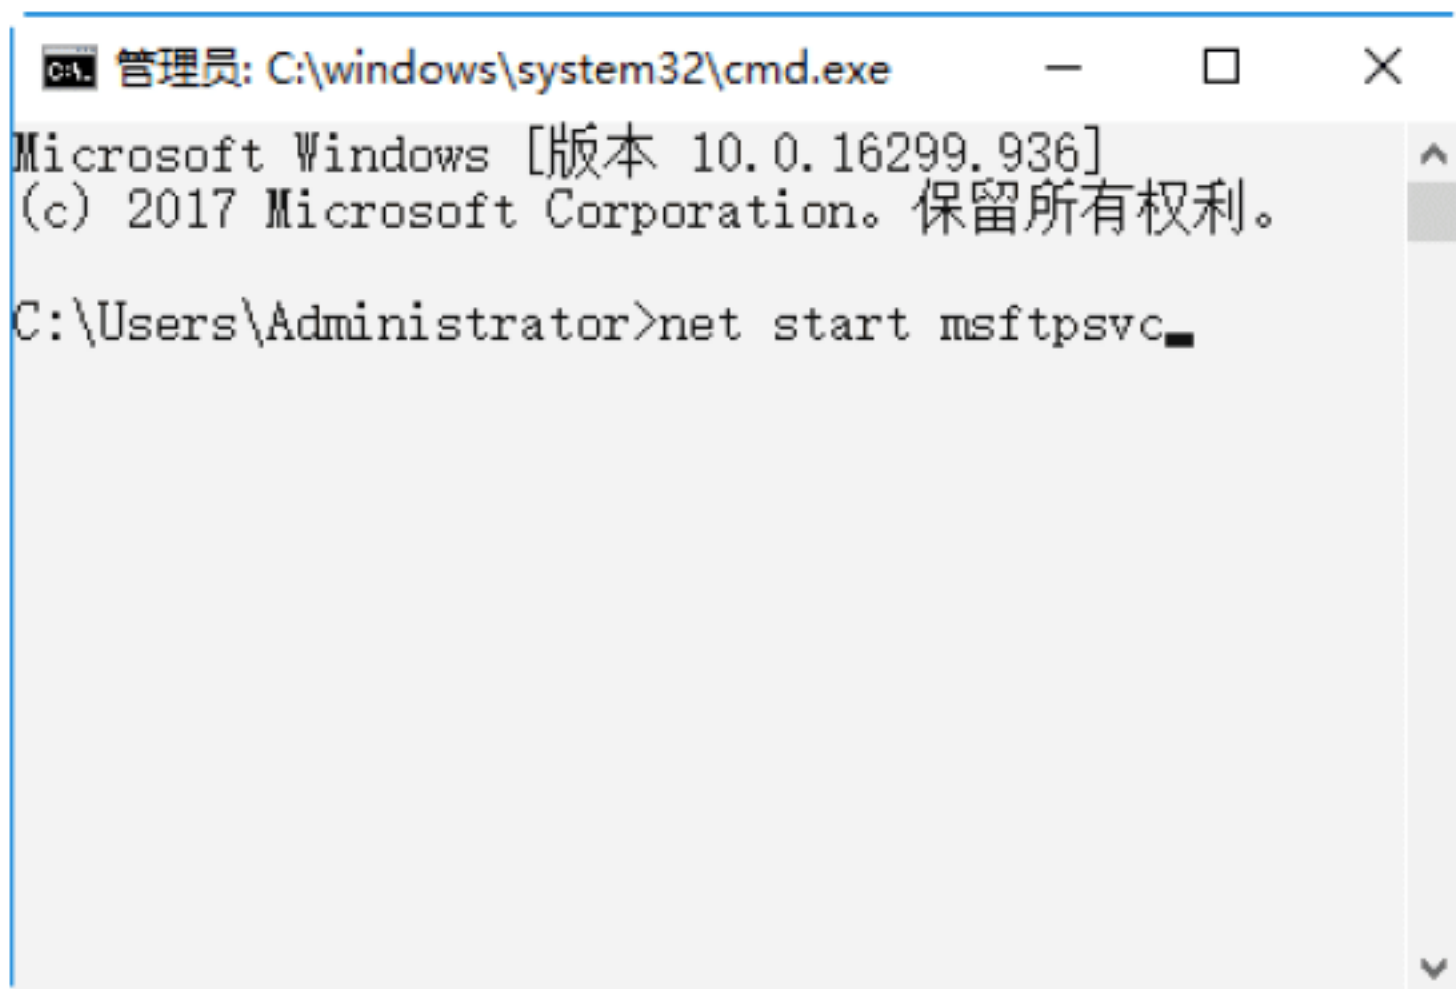 管理员: C:\windows\system32\cmd.exe
Microsoft Windows [版本 10.0.16299.936]
(c) 2017 Microsoft Corporation。保留所有权利。
C:\Users\Administrator>net start msftpsvc